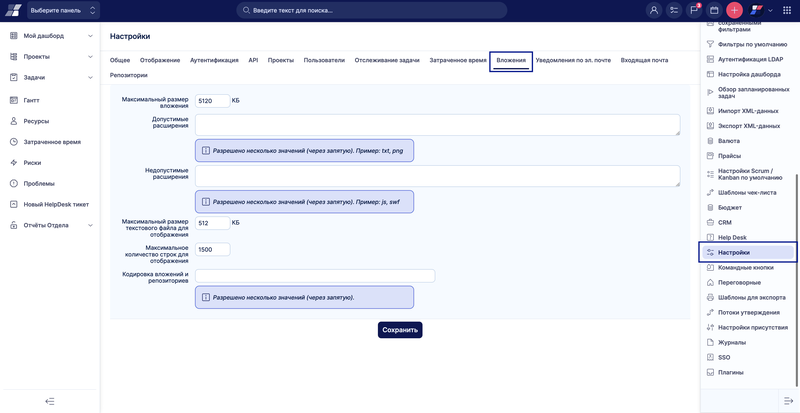 Выберите панель
Введите текст для поиска...
3
Мой дашборд
Проекты
Задачи
Гантт
Ресурсы
Затраченное время
Риски
Проблемы
Новый HelpDesk тикет
Отчёты Отдела
Настройки
Общее Отображение Аутентификация API Проекты Пользователи Отслеживание задачи Затраченное время Вложения Уведомления по эл. почте Входящая почта
Репозитории
Максимальный размер
вложения
5120 КБ
Допустимые
расширения
Разрешено несколько значений (через запятую). Пример: txt, png
Недопустимые
расширения
Разрешено несколько значений (через запятую). Пример: js, swf
Максимальный размер
текстового файла для
отображения
512 КБ
Максимальное
количество строк для
отображения
1500
Кодировка вложений и
репозиториев
Разрешено несколько значений (через запятую).
Сохранить
сохраненными
фильтрами
Фильтры по умолчанию
Аутентификация LDAP
Настройка дашборда
Обзор запланированных
задач
Импорт XML-данных
Экспорт XML-данных
Валюта
Прайсы
Настройки Scrum /
Kanban по умолчанию
Шаблоны чек-листа
Бюджет
CRM
Help Desk
Настройки
Командные кнопки
Переговорные
Шаблоны для экспорта
Потоки утверждения
Настройки присутствия
Журналы
SSO
Плагины